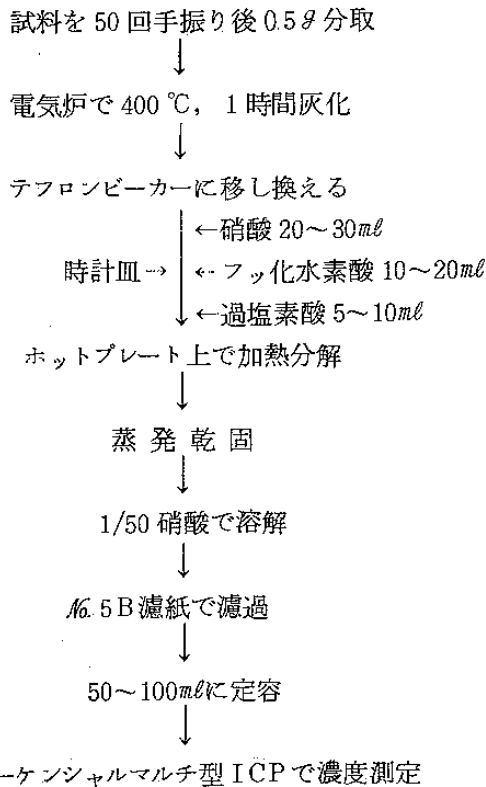 試料を50回手振り後0.5g分取
↓
電気炉で400℃, 1時間灰化
↓
テフロンビーカーに移し換える
←硝酸20～30㎖
時計皿→ ←フッ化水素酸10～20㎖
←過塩素酸5～10㎖
↓
ホットプレート上で加熱分解
↓
蒸発乾固
↓
1/50硝酸で溶解
↓
№5B濾紙で濾過
↓
50～100㎖に定容
↓
ーケンシャルマルチ型ICPで濃度測定